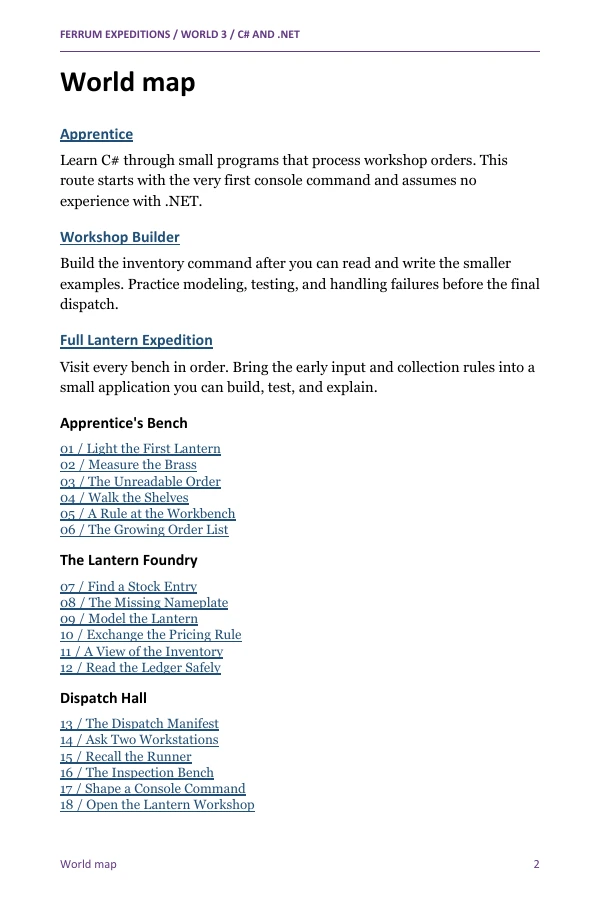 FERRUM EXPEDITIONS / WORLD 3 / C# AND .NET
World map
Apprentice
Learn C# through small programs that process workshop orders. This
route starts with the very first console command and assumes no
experience with .NET.
Workshop Builder
Build the inventory command after you can read and write the smaller
examples. Practice modeling, testing, and handling failures before the final
dispatch.
Full Lantern Expedition
Visit every bench in order. Bring the early input and collection rules into a
small application you can build, test, and explain.
Apprentice's Bench
01 / Light the First Lantern
02 / Measure the Brass
03 / The Unreadable Order
04 / Walk the Shelves
05 / A Rule at the Workbench
06 / The Growing Order List
The Lantern Foundry
07 / Find a Stock Entry
08 / The Missing Nameplate
09 / Model the Lantern
10 / Exchange the Pricing Rule
11 / A View of the Inventory
12 / Read the Ledger Safely
Dispatch Hall
13 / The Dispatch Manifest
14 / Ask Two Workstations
15 / Recall the Runner
16 / The Inspection Bench
17 / Shape a Console Command
18 / Open the Lantern Workshop
World map 2